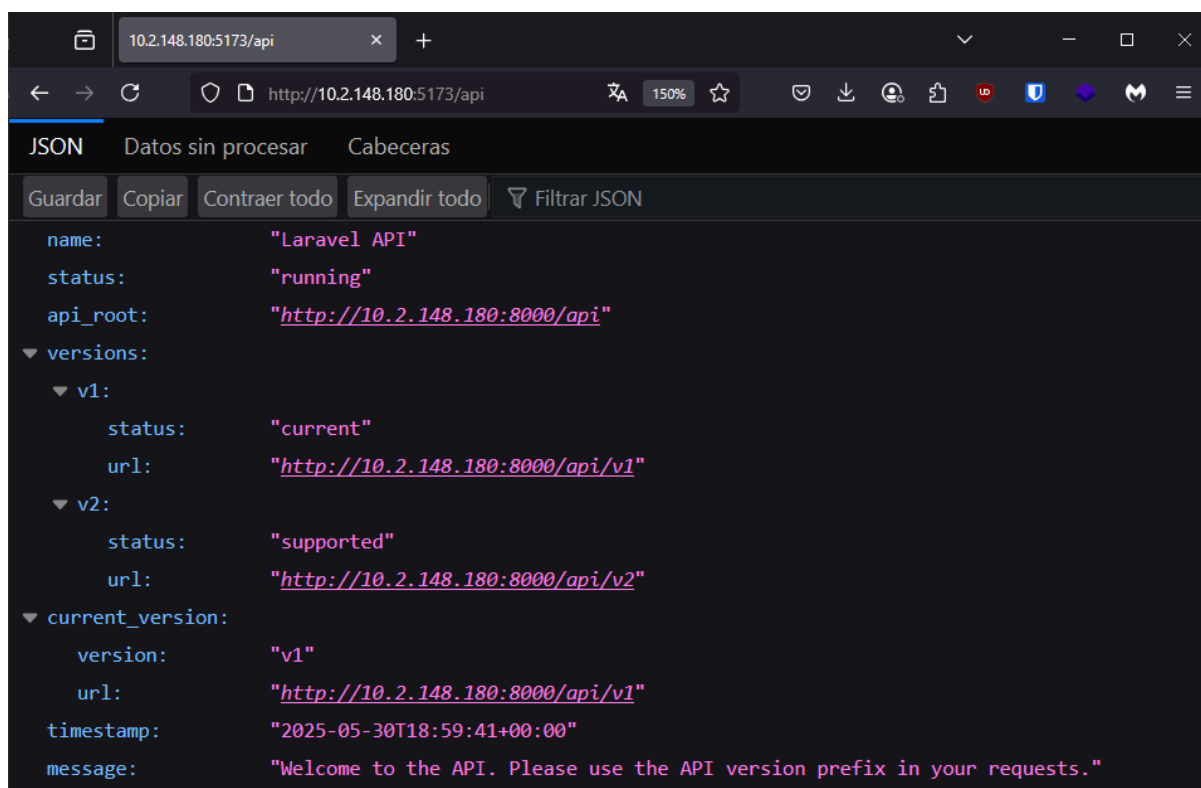 10.2.148.180:5173/api
http://10.2.148.180:5173/api 150%
JSON Datos sin procesar Cabeceras
Guardar Copiar Contraer todo Expandir todo Filtrar JSON
name: "Laravel API"
status: "running"
api_root: "http://10.2.148.180:8000/api"
versions:
v1:
status: "current"
url: "http://10.2.148.180:8000/api/v1"
v2:
status: "supported"
url: "http://10.2.148.180:8000/api/v2"
current_version:
version: "v1"
url: "http://10.2.148.180:8000/api/v1"
timestamp: "2025-05-30T18:59:41+00:00"
message: "Welcome to the API. Please use the API version prefix in your requests."